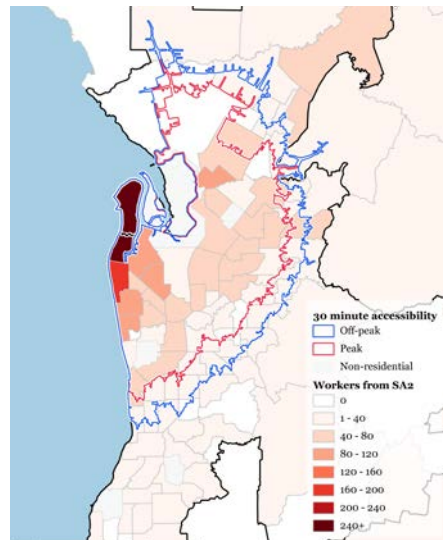 30 minute accessibility
Off-peak
Peak
Non-residential
Workers from SA2
0
1 - 40
40 - 80
80 - 120
120 - 160
160 - 200
200 - 240
240+